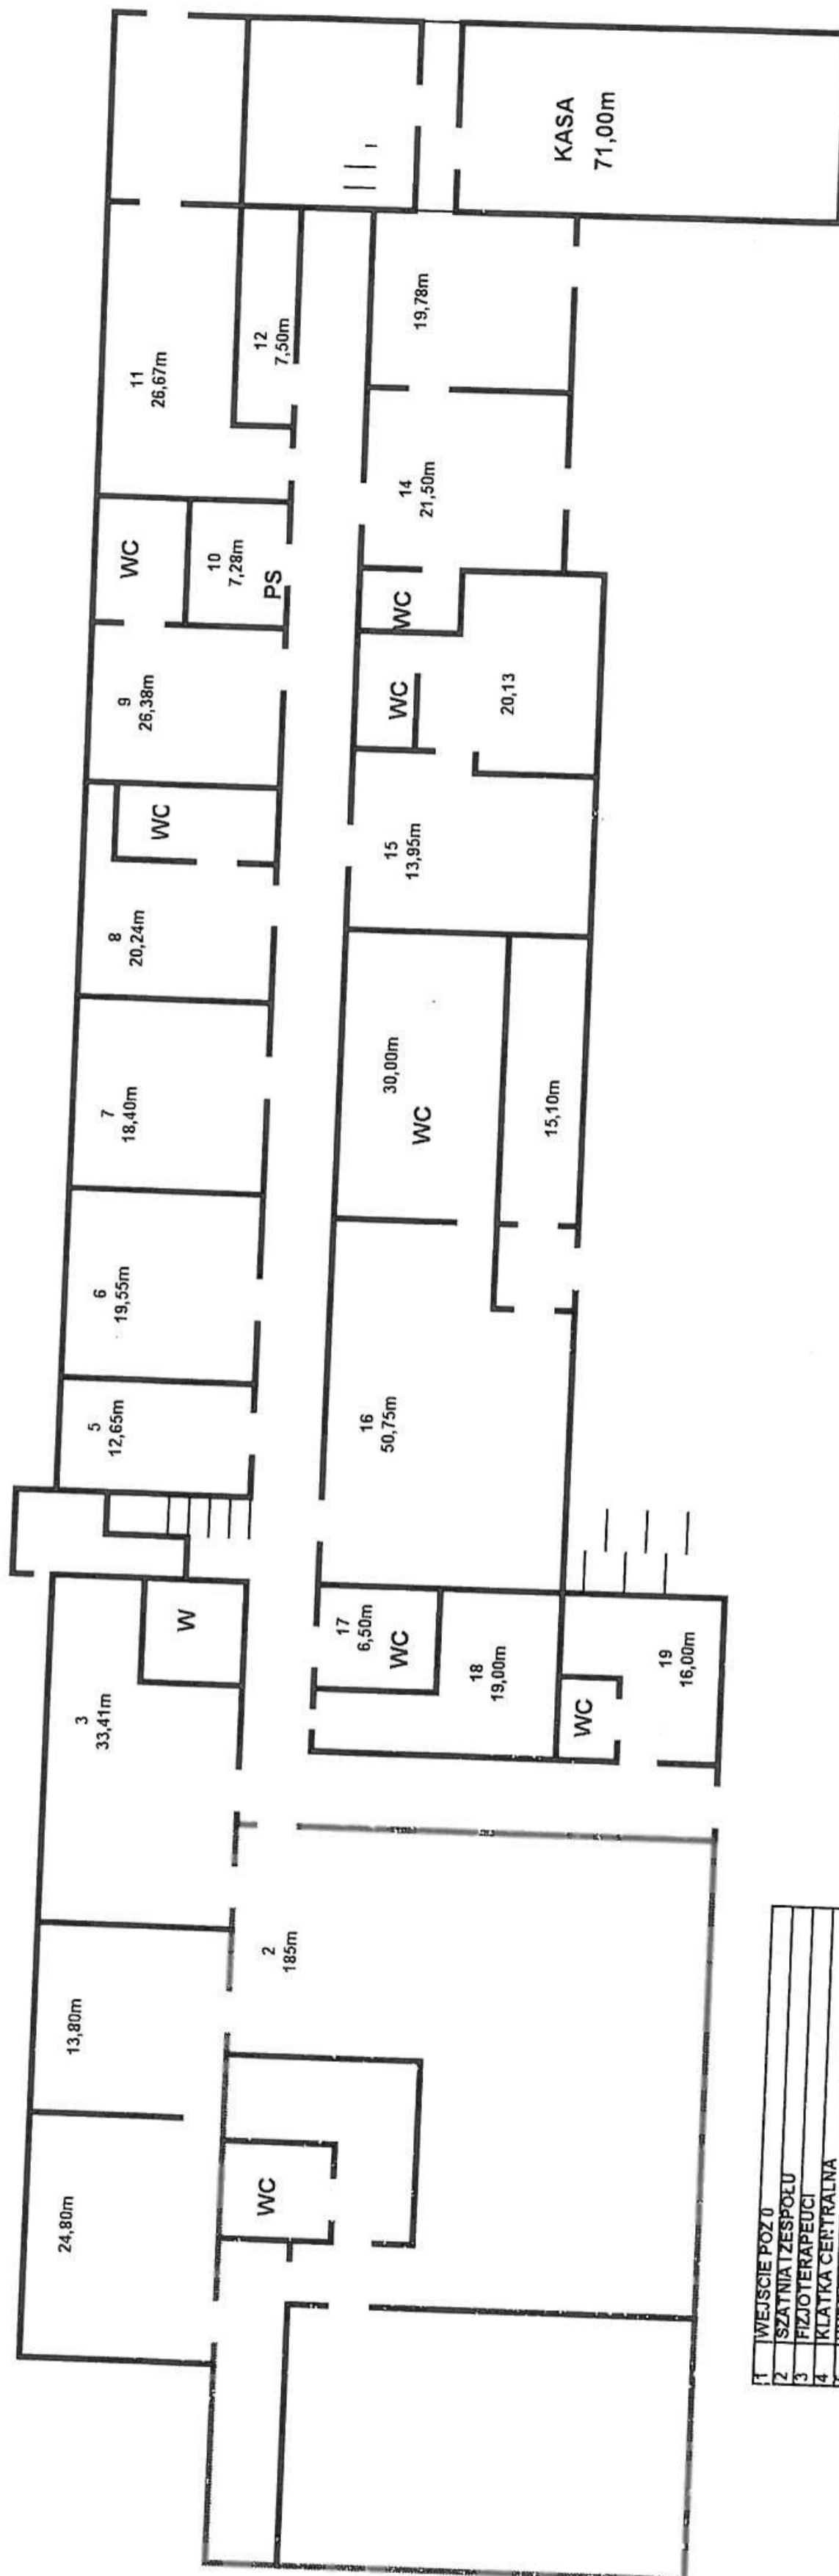 KASA
71,00m
11
26,67m
12
7,50m
19,78m
WC
10
7,28m
PS
14
21,50m
WC
9
26,38m
WC
20,13
WC
8
20,24m
15
13,95m
7
18,40m
30,00m
WC
15,10m
6
19,55m
5
12,65m
16
50,75m
W
3
33,41m
17
6,50m
WC
18
19,00m
19
16,00m
WC
2
185m
13,80m
24,80m
WC
1 WEJSCIE POZ 0
2 SZATNIA I ZESPOŁU
3 FIZJOTERAPEUCI
4 KLATKA CENTRALNA